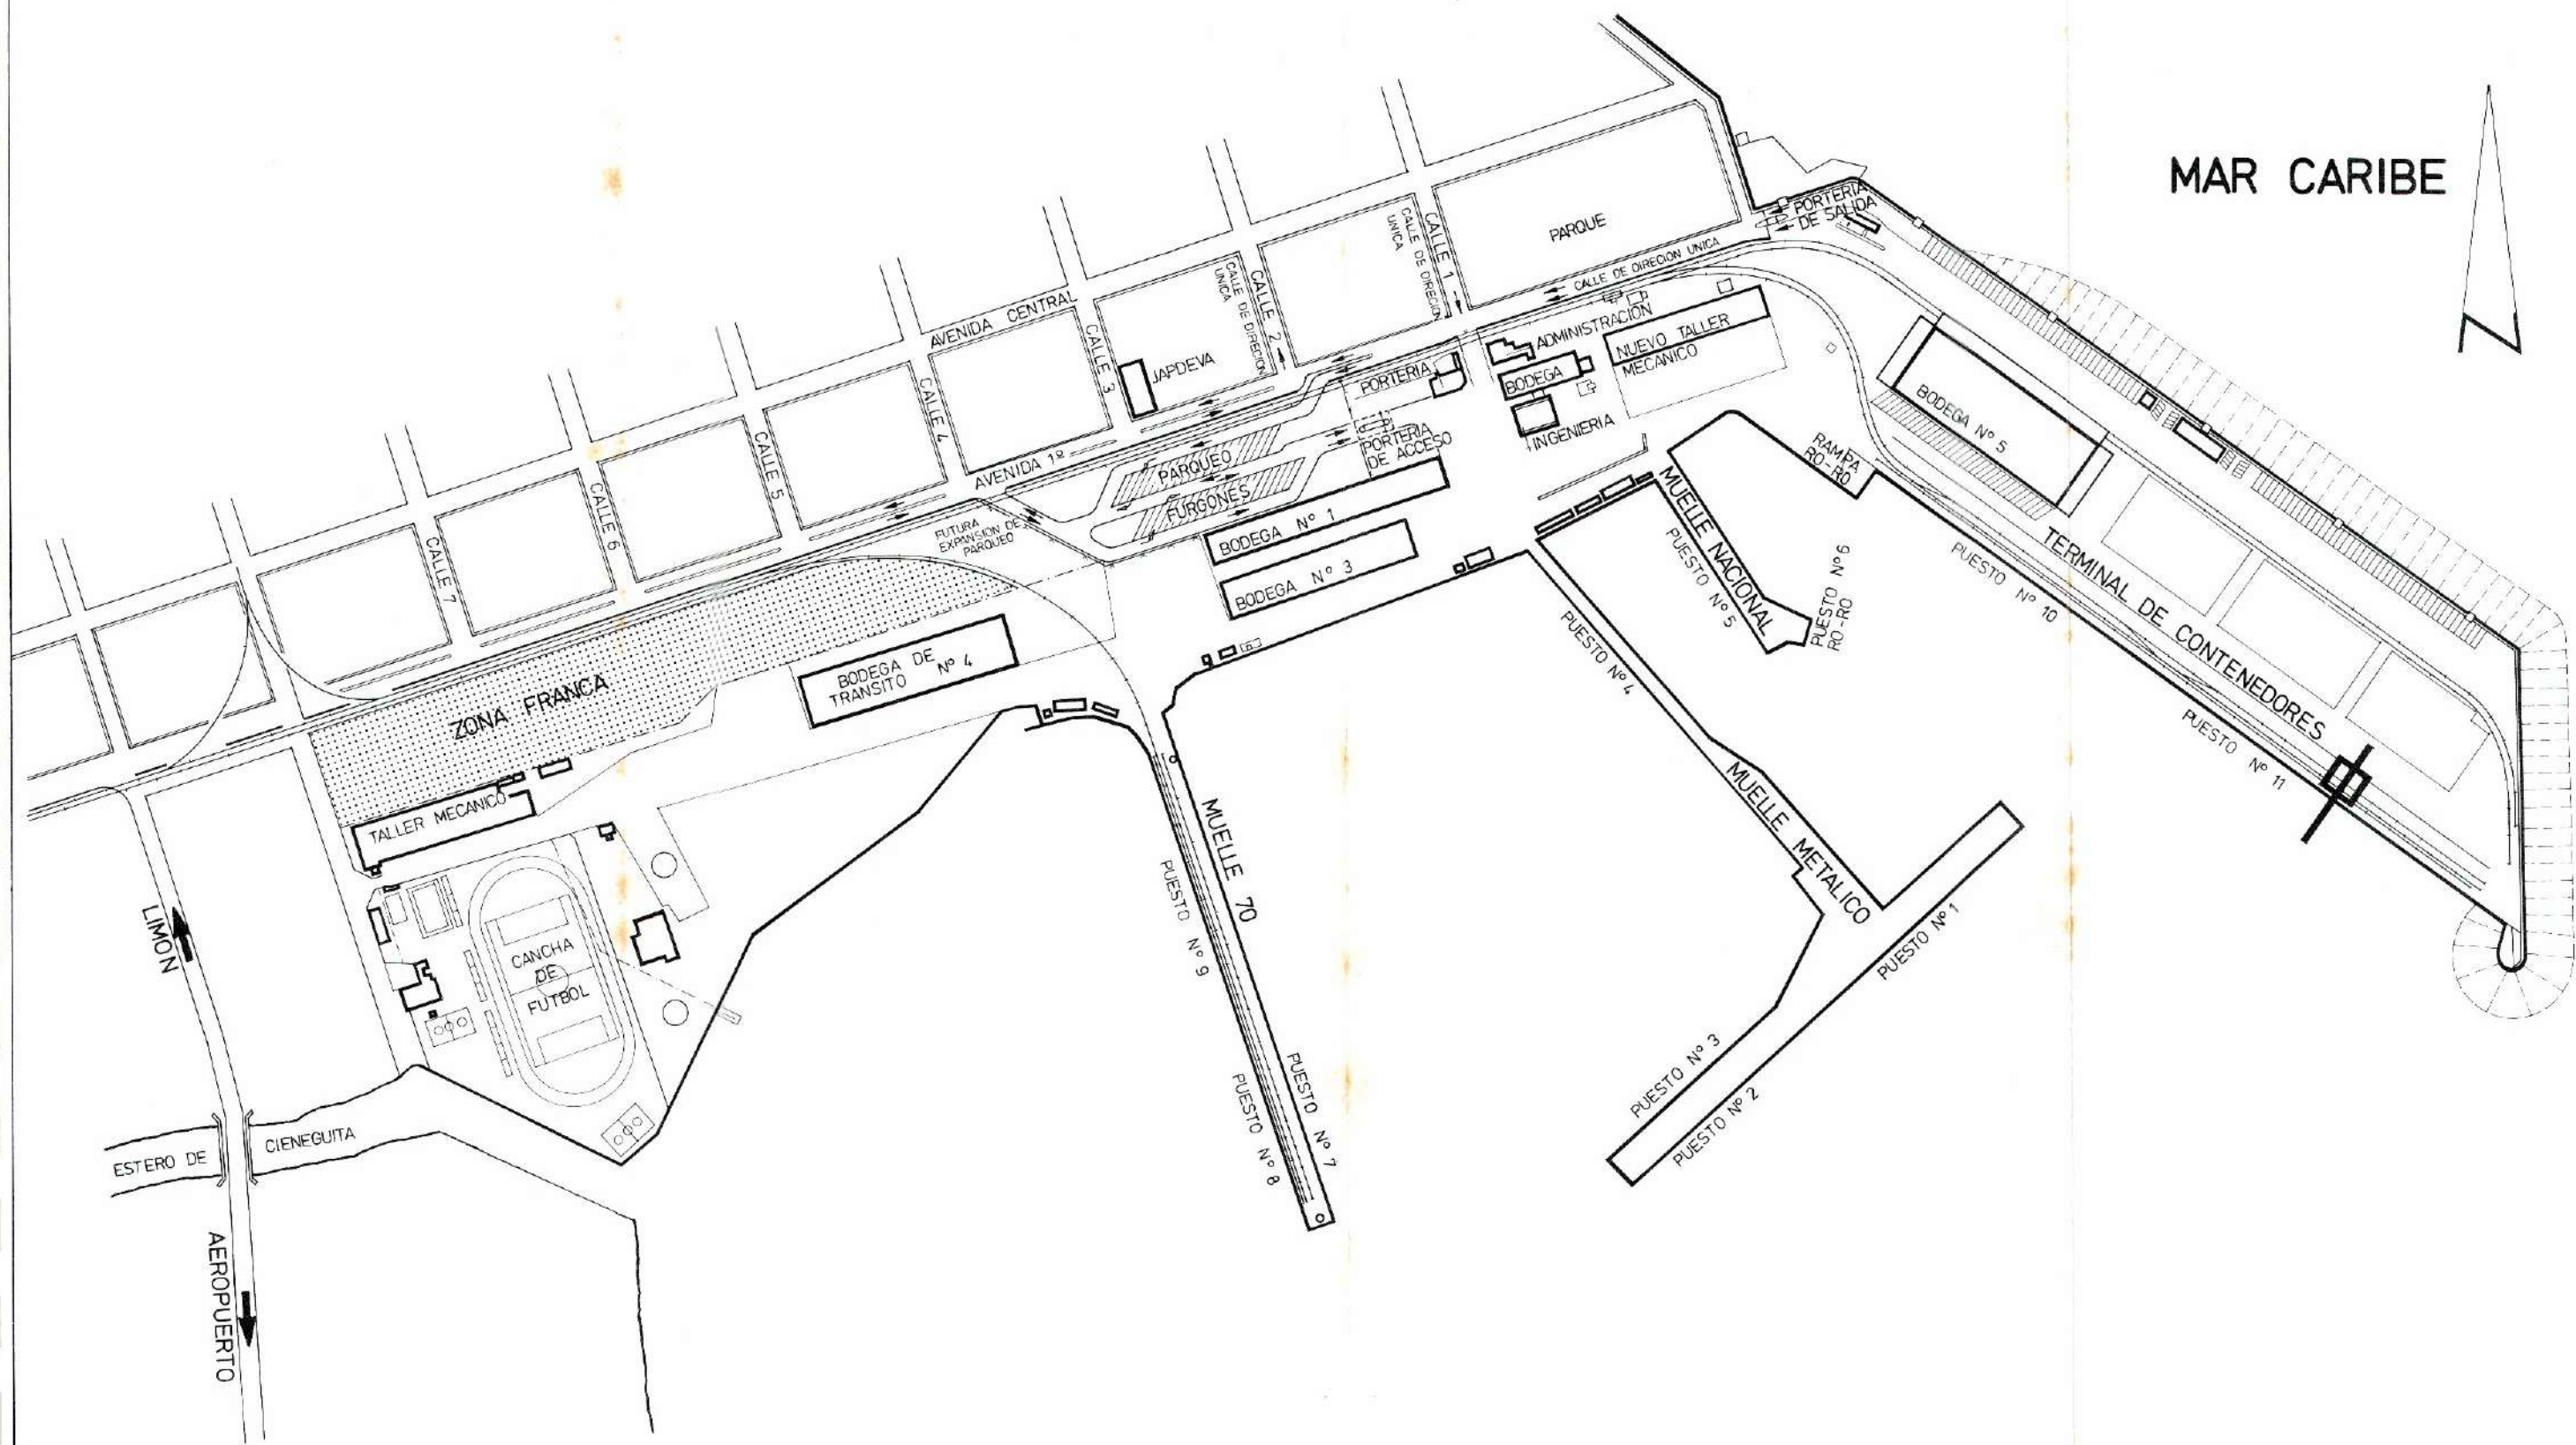 MAR CARIBE
PORTERIA
DE SALIDA
PARQUE
CALLE DE DIRECION UNICA
CALLE 1
CALLE DE DIRECION
UNICA
CALLE 2
CALLE DE DIRECION
UNICA
AVENIDA CENTRAL
CALLE 3
JAPDEVA
CALLE 4
CALLE 5
CALLE 6
CALLE 7
AVENIDA 1ª
ADMINISTRACION
NUEVO TALLER
MECANICO
BODEGA
INGENIERIA
PORTERIA
PORTERIA
DE ACCESO
PARQUEO
FURGONES
FUTURA
EXPANSION DE
PARQUEO
BODEGA Nº 1
BODEGA Nº 3
BODEGA DE
TRANSITO Nº 4
ZONA FRANCA
TALLER MECANICO
CANCHA
DE
FUTBOL
LIMON
ESTERO DE
CIENEGUITA
AEROPUERTO
MUELLE 70
PUESTO Nº 9
PUESTO Nº 8
PUESTO Nº 7
MUELLE NACIONAL
PUESTO Nº 5
PUESTO Nº 6
RO-RO
RAMPA
RO-RO
PUESTO Nº 4
MUELLE METALICO
PUESTO Nº 1
PUESTO Nº 3
PUESTO Nº 2
BODEGA Nº 5
TERMINAL DE CONTENEDORES
PUESTO Nº 10
PUESTO Nº 11